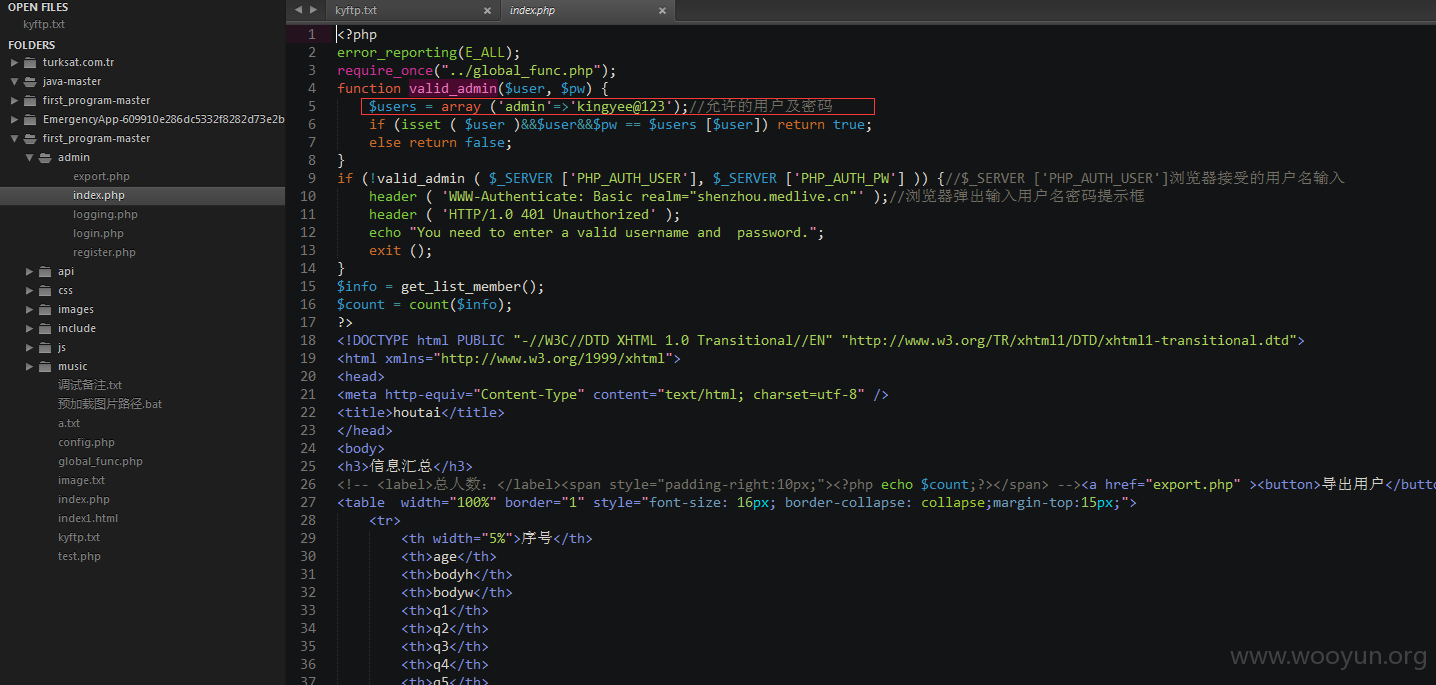 OPEN FILES
kyftp.txt
FOLDERS
turksat.com.tr
java-master
first_program-master
EmergencyApp-609910e286dc5332f8282d73e2b
first_program-master
admin
export.php
index.php
logging.php
login.php
register.php
api
css
images
include
js
music
调试备注.txt
预加载图片路径.bat
a.txt
config.php
global_func.php
image.txt
index.php
index1.html
kyftp.txt
test.php
kyftp.txt × index.php ×
1 <?php
2 error_reporting(E_ALL);
3 require_once("../global_func.php");
4 function valid_admin($user, $pw) {
5 $users = array ('admin'=>'kingyee@123');//允许的用户及密码
6 if (isset ( $user )&&$user&&$pw == $users [$user]) return true;
7 else return false;
8 }
9 if (!valid_admin ( $_SERVER ['PHP_AUTH_USER'], $_SERVER ['PHP_AUTH_PW'] )) {//$_SERVER ['PHP_AUTH_USER']浏览器接受的用户名输入
10 header ( 'WWW-Authenticate: Basic realm="shenzhen.medlive.cn"' );//浏览器弹出输入用户名密码提示框
11 header ( 'HTTP/1.0 401 Unauthorized' );
12 echo "You need to enter a valid username and  password.";
13 exit ();
14 }
15 $info = get_list_member();
16 $count = count($info);
17 ?>
18 <!DOCTYPE html PUBLIC "-//W3C//DTD XHTML 1.0 Transitional//EN" "http://www.w3.org/TR/xhtml1/DTD/xhtml1-transitional.dtd">
19 <html xmlns="http://www.w3.org/1999/xhtml">
20 <head>
21 <meta http-equiv="Content-Type" content="text/html; charset=utf-8" />
22 <title>houtai</title>
23 </head>
24 <body>
25 <h3>信息汇总</h3>
26 <!-- <label>总人数：</label><span style="padding-right:10px;"><?php echo $count;?></span> --><a href="export.php" ><button>导出用户</butto
27 <table  width="100%" border="1" style="font-size: 16px; border-collapse: collapse;margin-top:15px;">
28 <tr>
29 <th width="5%">序号</th>
30 <th>age</th>
31 <th>bodyh</th>
32 <th>bodyw</th>
33 <th>q1</th>
34 <th>q2</th>
35 <th>q3</th>
36 <th>q4</th>
37 <th>q5</th>
www.wooyun.org